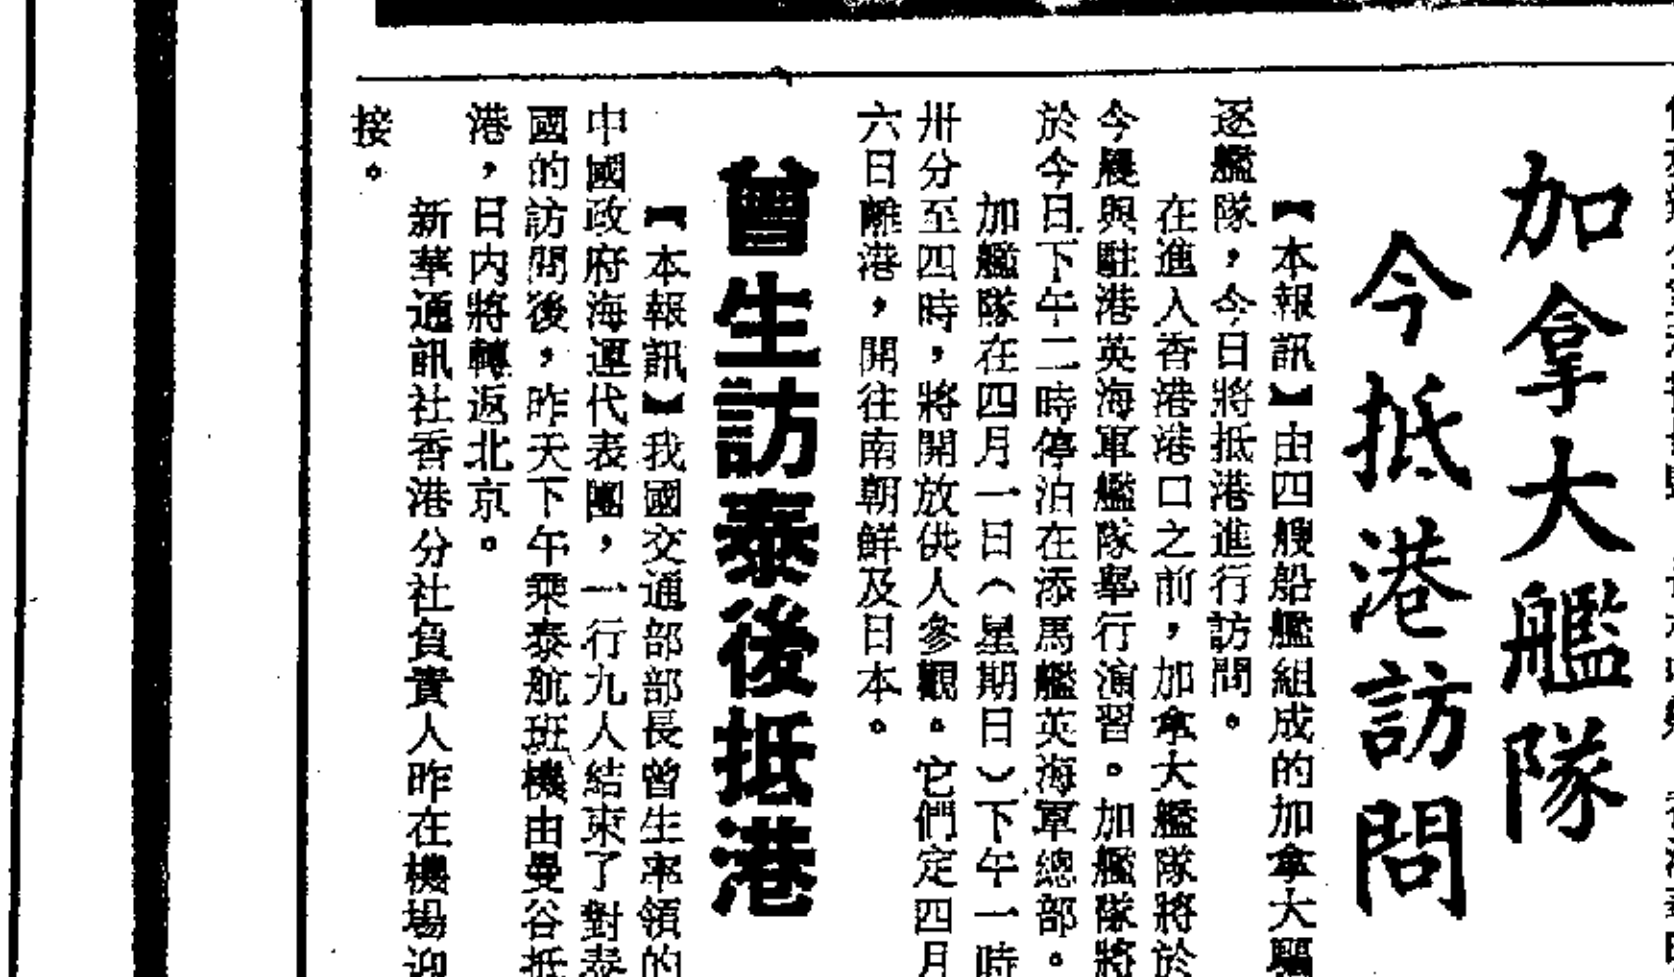 加拿大艦隊
今抵港訪問
【本報訊】由四艘船艦組成的加拿大驅
逐艦隊，今日將抵港進行訪問。
在進入香港港口之前，加拿大艦隊將於
今晨與駐港英海軍艦隊舉行演習。加艦隊將
於今日下午二時停泊在添馬艦英海軍總部。
加艦隊在四月一日（星期日）下午一時
卅分至四時，將開放供人參觀。它們定四月
六日離港，開往南朝鮮及日本。
曾生訪泰後抵港
【本報訊】我國交通部部長曾生率領的
中國政府海運代表團，一行九人結束了對泰
國的訪問後，昨天下午乘泰航班機由曼谷抵
港，日內將轉返北京。
新華通訊社香港分社負責人昨在機場迎
接。